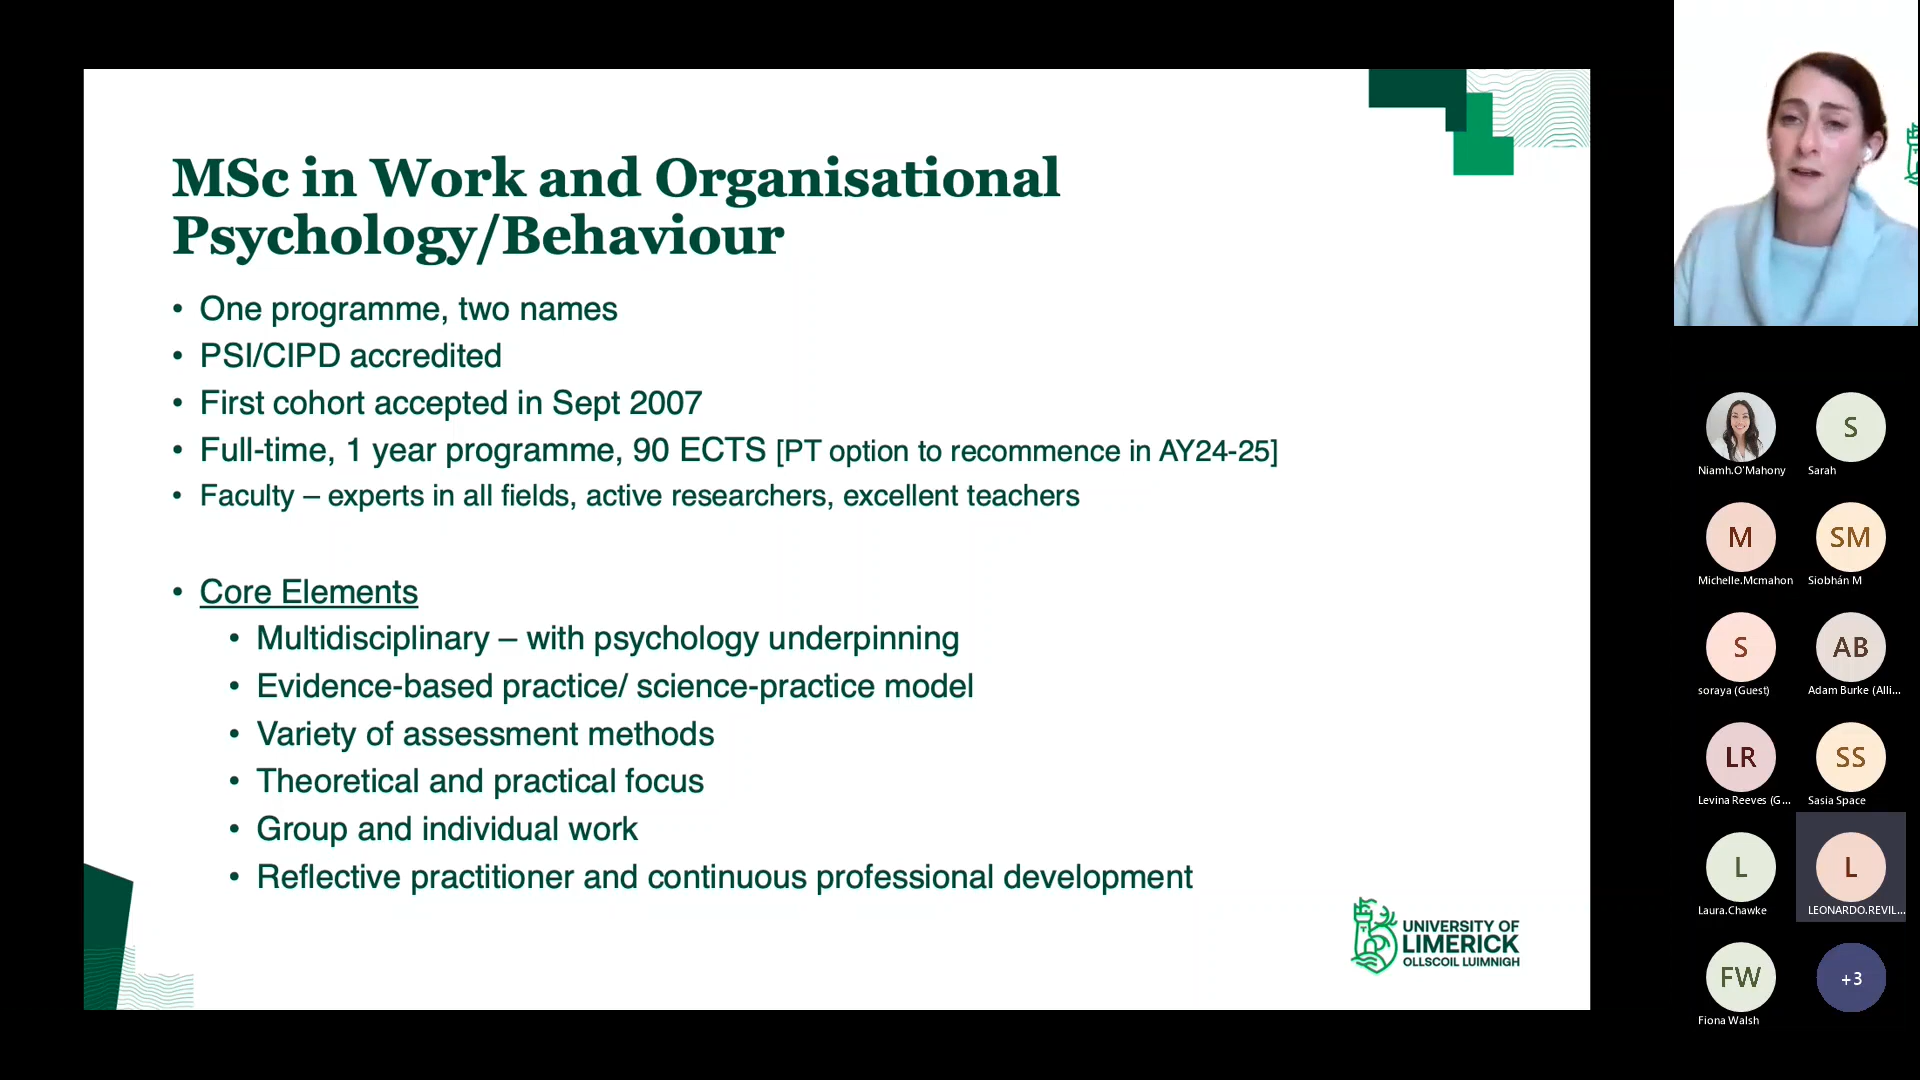 MSc in Work and Organisational
Psychology/Behaviour
• One programme, two names
• PSI/CIPD accredited
• First cohort accepted in Sept 2007
• Full-time, 1 year programme, 90 ECTS [PT option to recommence in AY24-25]
• Faculty – experts in all fields, active researchers, excellent teachers
• Core Elements
• Multidisciplinary – with psychology underpinning
• Evidence-based practice/ science-practice model
• Variety of assessment methods
• Theoretical and practical focus
• Group and individual work
• Reflective practitioner and continuous professional development
UNIVERSITY OF
LIMERICK
OLLSCOIL LUIMNIGH
S
Niamh.O'Mahony
Sarah
M
SM
Michelle.Mcmahon
Siobhán M
S
AB
soraya (Guest)
Adam Burke (Alli...
LR
SS
Levina Reeves (G...
Sasia Space
L
L
Laura.Chawke
LEONARDO.REVIL...
FW
+3
Fiona Walsh